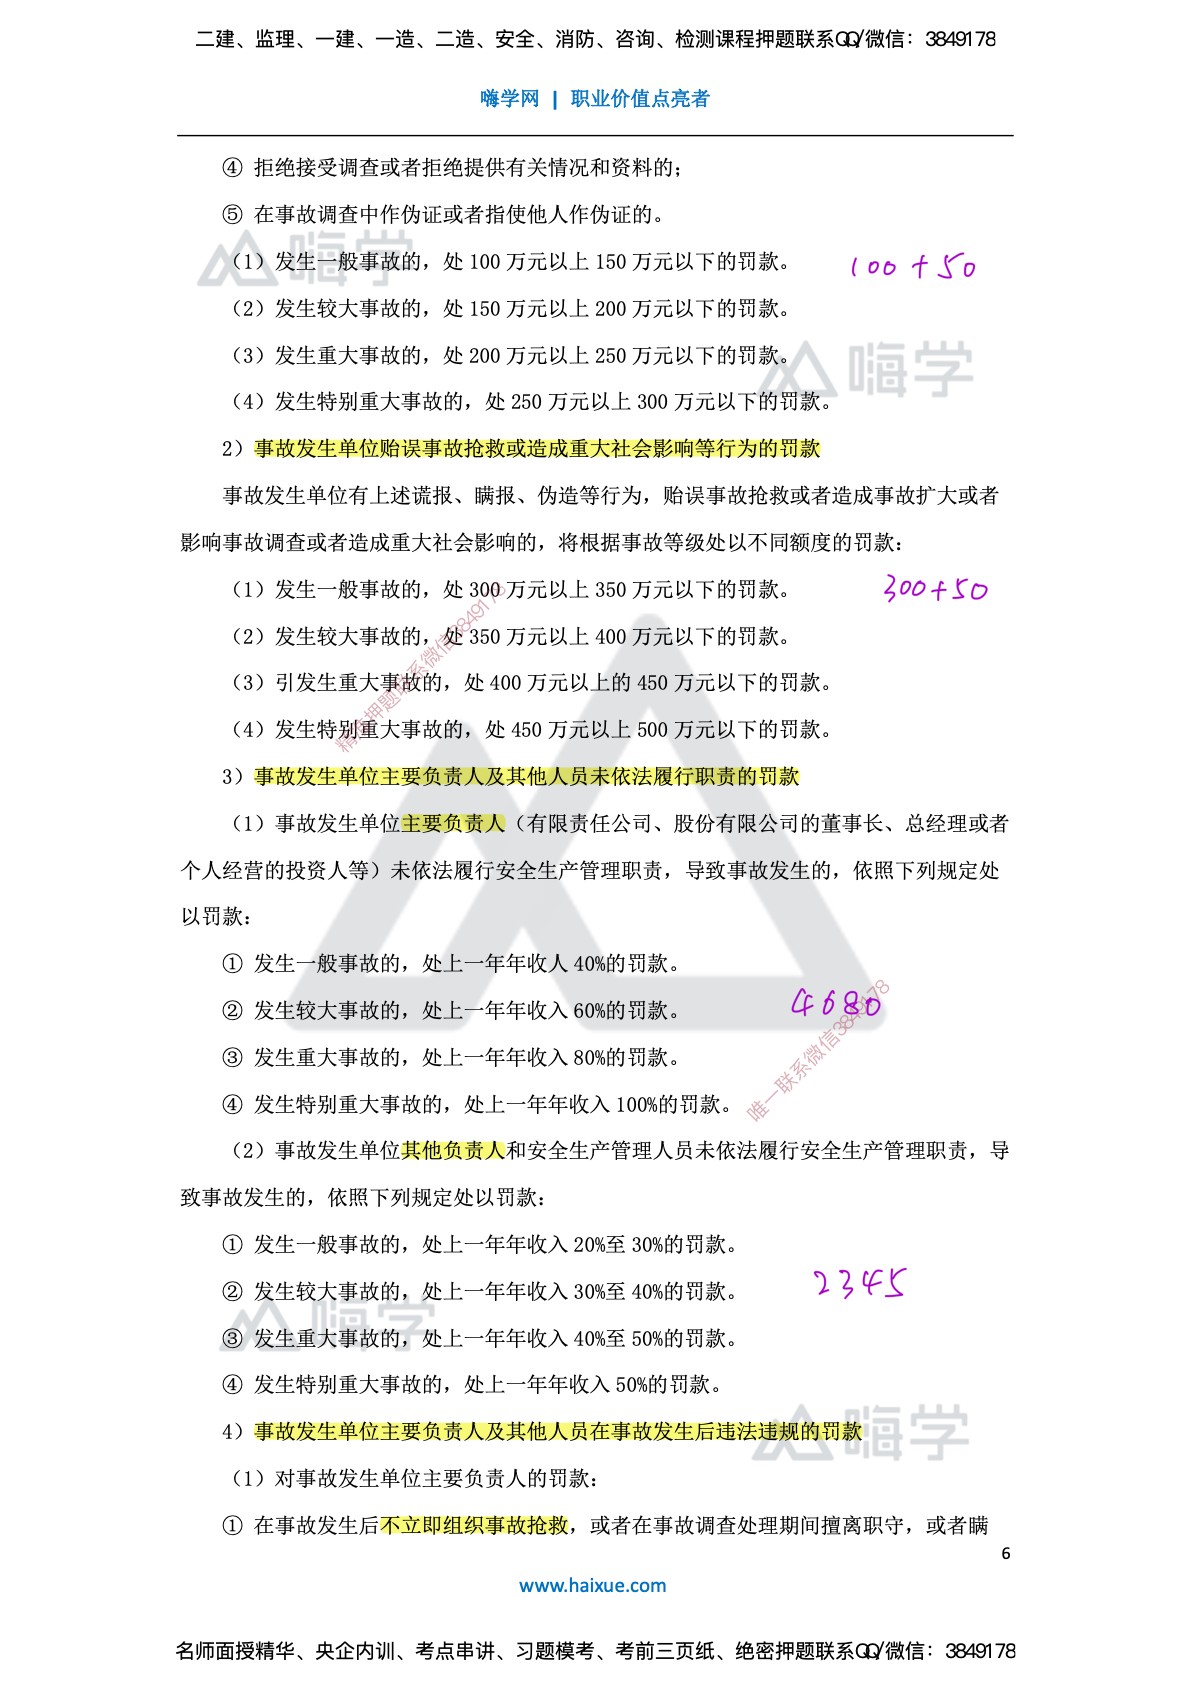 二建、监理、一建、一造、二造、安全、消防、咨询、检测课程押题联系QQ/微信：3849178
嗨学网 | 职业价值点亮者
④ 拒绝接受调查或者拒绝提供有关情况和资料的；
⑤ 在事故调查中作伪证或者指使他人作伪证的。
嗨学
（1）发生一般事故的，处 100 万元以上 150 万元以下的罚款。
100+50
（2）发生较大事故的，处 150 万元以上 200 万元以下的罚款。
（3）发生重大事故的，处 200 万元以上 250 万元以下的罚款。
嗨学
（4）发生特别重大事故的，处 250 万元以上 300 万元以下的罚款。
2）事故发生单位贻误事故抢救或造成重大社会影响等行为的罚款
事故发生单位有上述谎报、瞒报、伪造等行为，贻误事故抢救或者造成事故扩大或者
影响事故调查或者造成重大社会影响的，将根据事故等级处以不同额度的罚款：
（1）发生一般事故的，处 300 万元以上 350 万元以下的罚款。
300+50
（2）发生较大事故的，处 350 万元以上 400 万元以下的罚款。
（3）引发生重大事故的，处 400 万元以上的 450 万元以下的罚款。
（4）发生特别重大事故的，处 450 万元以上 500 万元以下的罚款。
精准押题联系微信3849178
3）事故发生单位主要负责人及其他人员未依法履行职责的罚款
（1）事故发生单位主要负责人（有限责任公司、股份有限公司的董事长、总经理或者
个人经营的投资人等）未依法履行安全生产管理职责，导致事故发生的，依照下列规定处
以罚款：
① 发生一般事故的，处上一年年收人 40%的罚款。
② 发生较大事故的，处上一年年收入 60%的罚款。
4680
③ 发生重大事故的，处上一年年收入 80%的罚款。
④ 发生特别重大事故的，处上一年年收入 100%的罚款。
唯一联系微信3849178
（2）事故发生单位其他负责人和安全生产管理人员未依法履行安全生产管理职责，导
致事故发生的，依照下列规定处以罚款：
① 发生一般事故的，处上一年年收入 20%至 30%的罚款。
② 发生较大事故的，处上一年年收入 30%至 40%的罚款。
2345
嗨学
③ 发生重大事故的，处上一年年收入 40%至 50%的罚款。
④ 发生特别重大事故的，处上一年年收入 50%的罚款。
4）事故发生单位主要负责人及其他人员在事故发生后违法违规的罚款
嗨学
（1）对事故发生单位主要负责人的罚款：
① 在事故发生后不立即组织事故抢救，或者在事故调查处理期间擅离职守，或者瞒
6
www.haixue.com
名师面授精华、央企内训、考点串讲、习题模考、考前三页纸、绝密押题联系QQ/微信：3849178